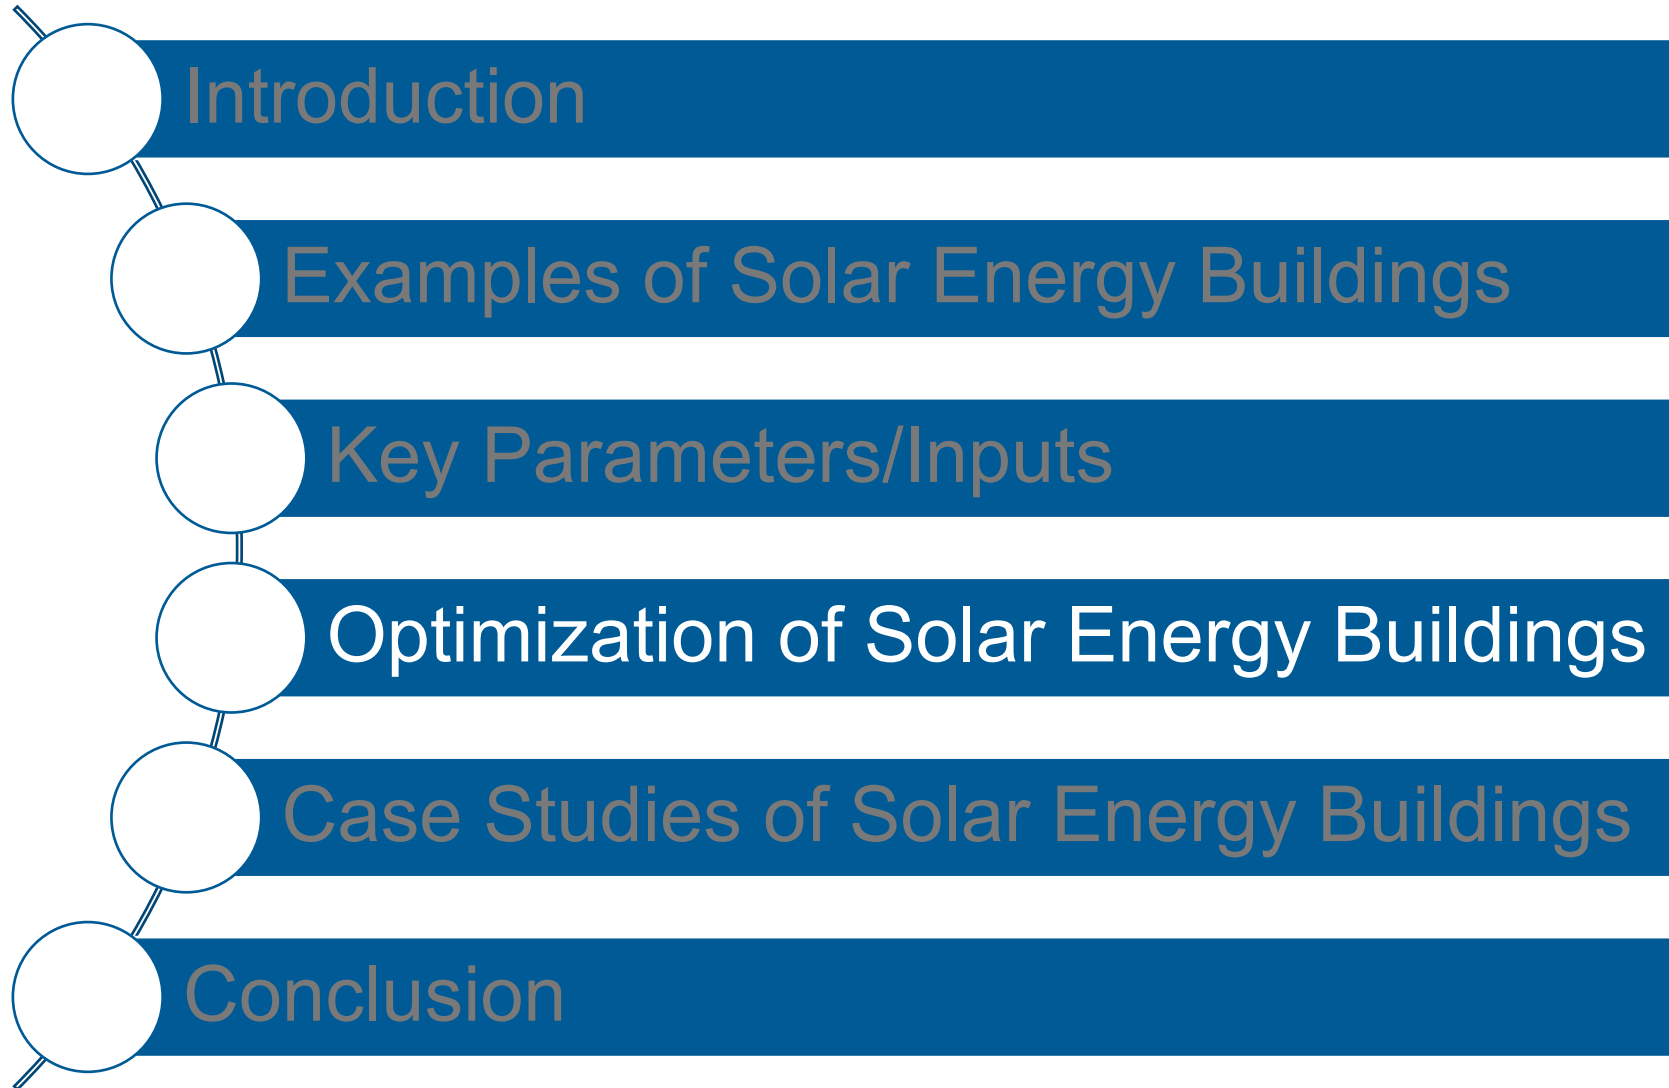 Introduction
Examples of Solar Energy Buildings
Key Parameters/Inputs
Optimization of Solar Energy Buildings
Case Studies of Solar Energy Buildings
Conclusion